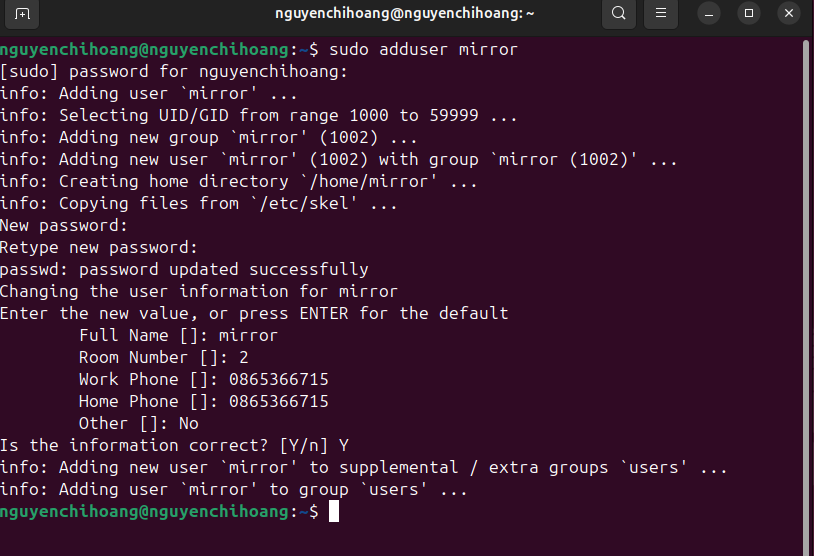 nguyenchihoang@nguyenchihoang: ~
nguyenchihoang@nguyenchihoang:~$ sudo adduser mirror
[sudo] password for nguyenchihoang:
info: Adding user `mirror' ...
info: Selecting UID/GID from range 1000 to 59999 ...
info: Adding new group `mirror' (1002) ...
info: Adding new user `mirror' (1002) with group `mirror (1002)' ...
info: Creating home directory `/home/mirror' ...
info: Copying files from `/etc/skel' ...
New password:
Retype new password:
passwd: password updated successfully
Changing the user information for mirror
Enter the new value, or press ENTER for the default
Full Name []: mirror
Room Number []: 2
Work Phone []: 0865366715
Home Phone []: 0865366715
Other []: No
Is the information correct? [Y/n] Y
info: Adding new user `mirror' to supplemental / extra groups `users' ...
info: Adding user `mirror' to group `users' ...
nguyenchihoang@nguyenchihoang:~$